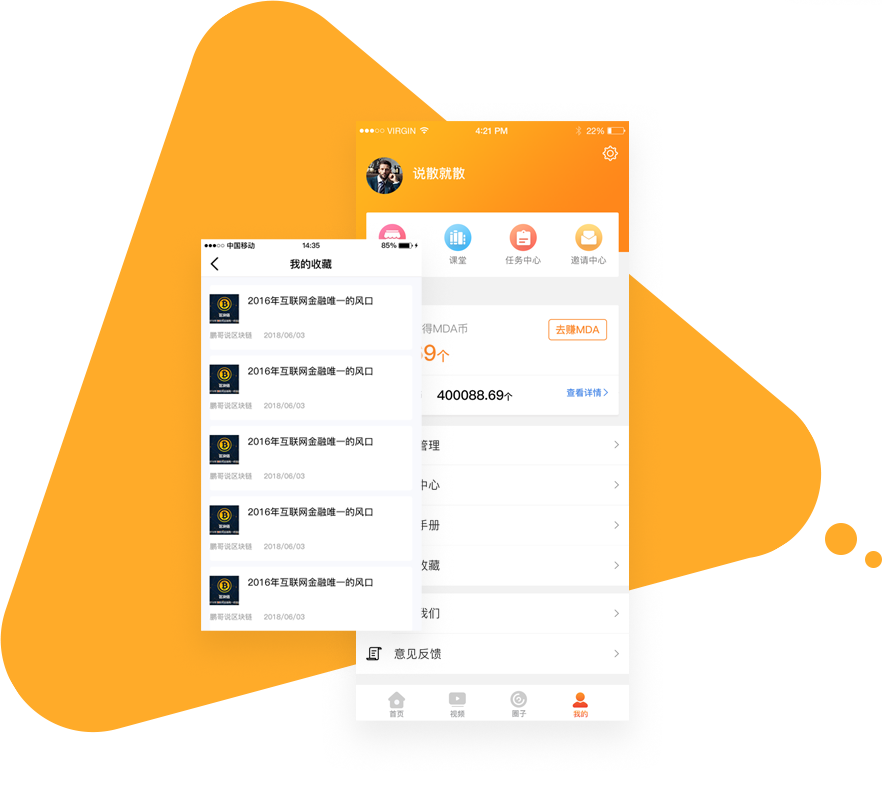 VIRGIN
4:21 PM
22%
说散就散
课堂
任务中心
邀请中心
得MDA币
去赚MDA
69个
400088.69个
查看详情
管理
中心
手册
收藏
我们
意见反馈
首页
视频
圈子
我的
中国移动
14:35
85%
我的收藏
2016年互联网金融唯一的风口
鹏哥说区块链
2018/06/03
2016年互联网金融唯一的风口
鹏哥说区块链
2018/06/03
2016年互联网金融唯一的风口
鹏哥说区块链
2018/06/03
2016年互联网金融唯一的风口
鹏哥说区块链
2018/06/03
2016年互联网金融唯一的风口
鹏哥说区块链
2018/06/03